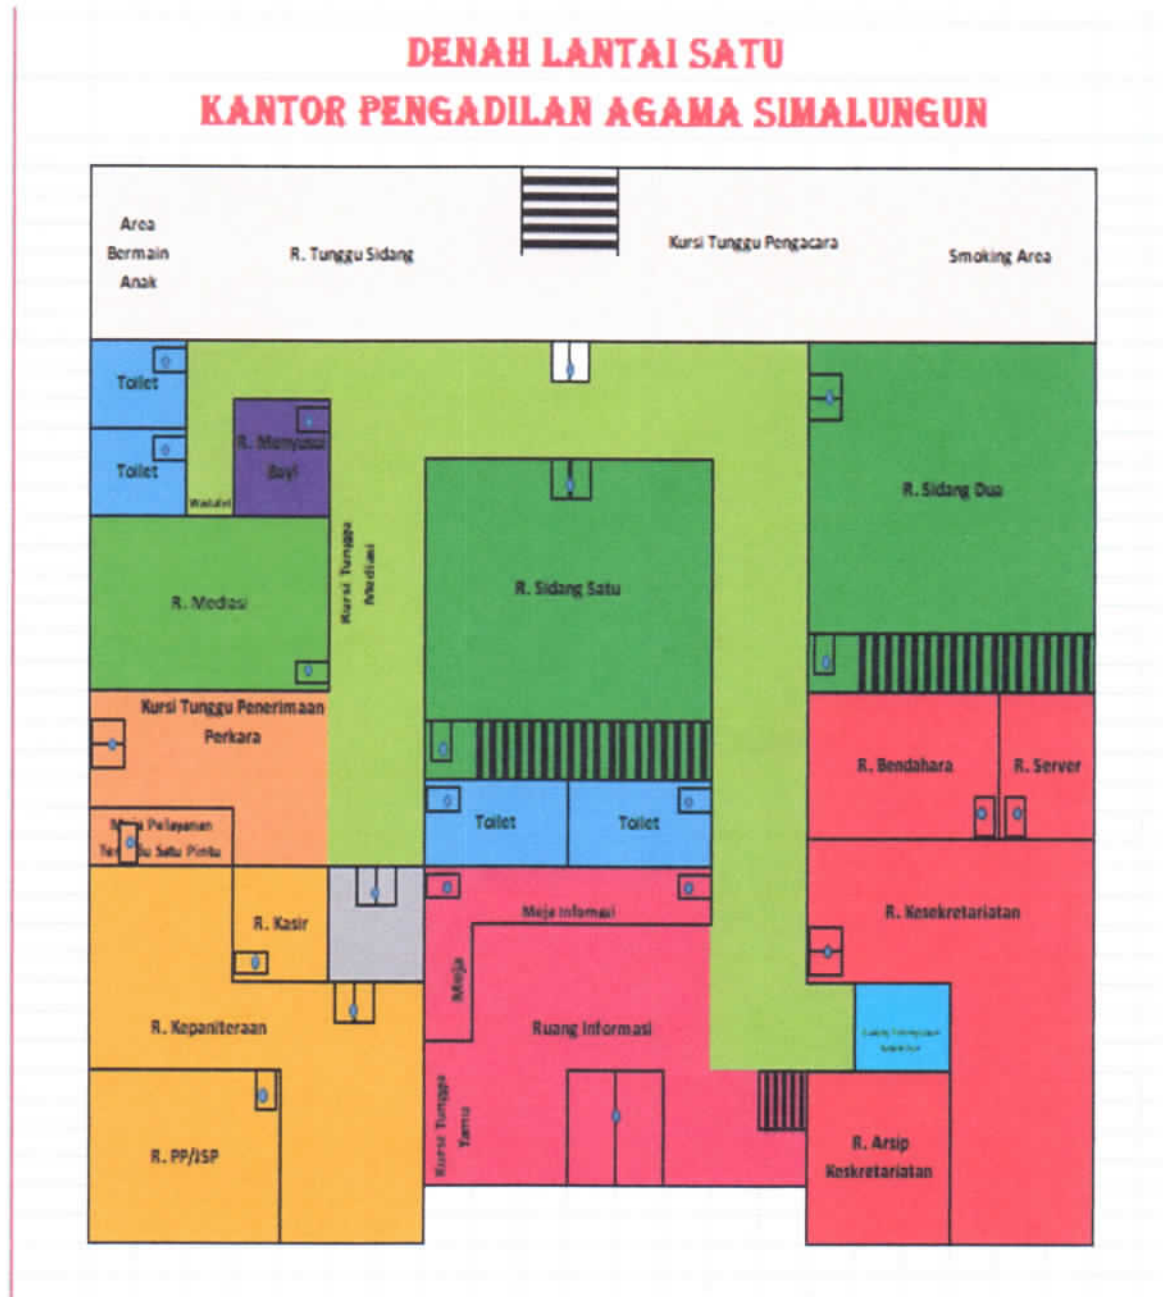 DENAH LANTAI SATU
KANTOR PENGADILAN AGAMA SIMALUNGUN
Area
Bermain
Anak
R. Tunggu Sidang
Kursi Tunggu Pengacara
Smoking Area
Toilet
Toilet
R. Menyusui
Bayi
Wastafel
R. Sidang Dua
Kursi Tunggu
Mediasi
R. Sidang Satu
R. Mediasi
Kursi Tunggu Penerimaan
Perkara
R. Bendahara
R. Server
Meja Pelayanan
Satu Pintu
Toilet
Toilet
R. Kasir
Meja Informasi
R. Kesekretariatan
Meja
R. Kepaniteraan
Ruang Informasi
Kursi Tunggu
Tamu
R. PP/JSP
R. Arsip
Keskretariatan